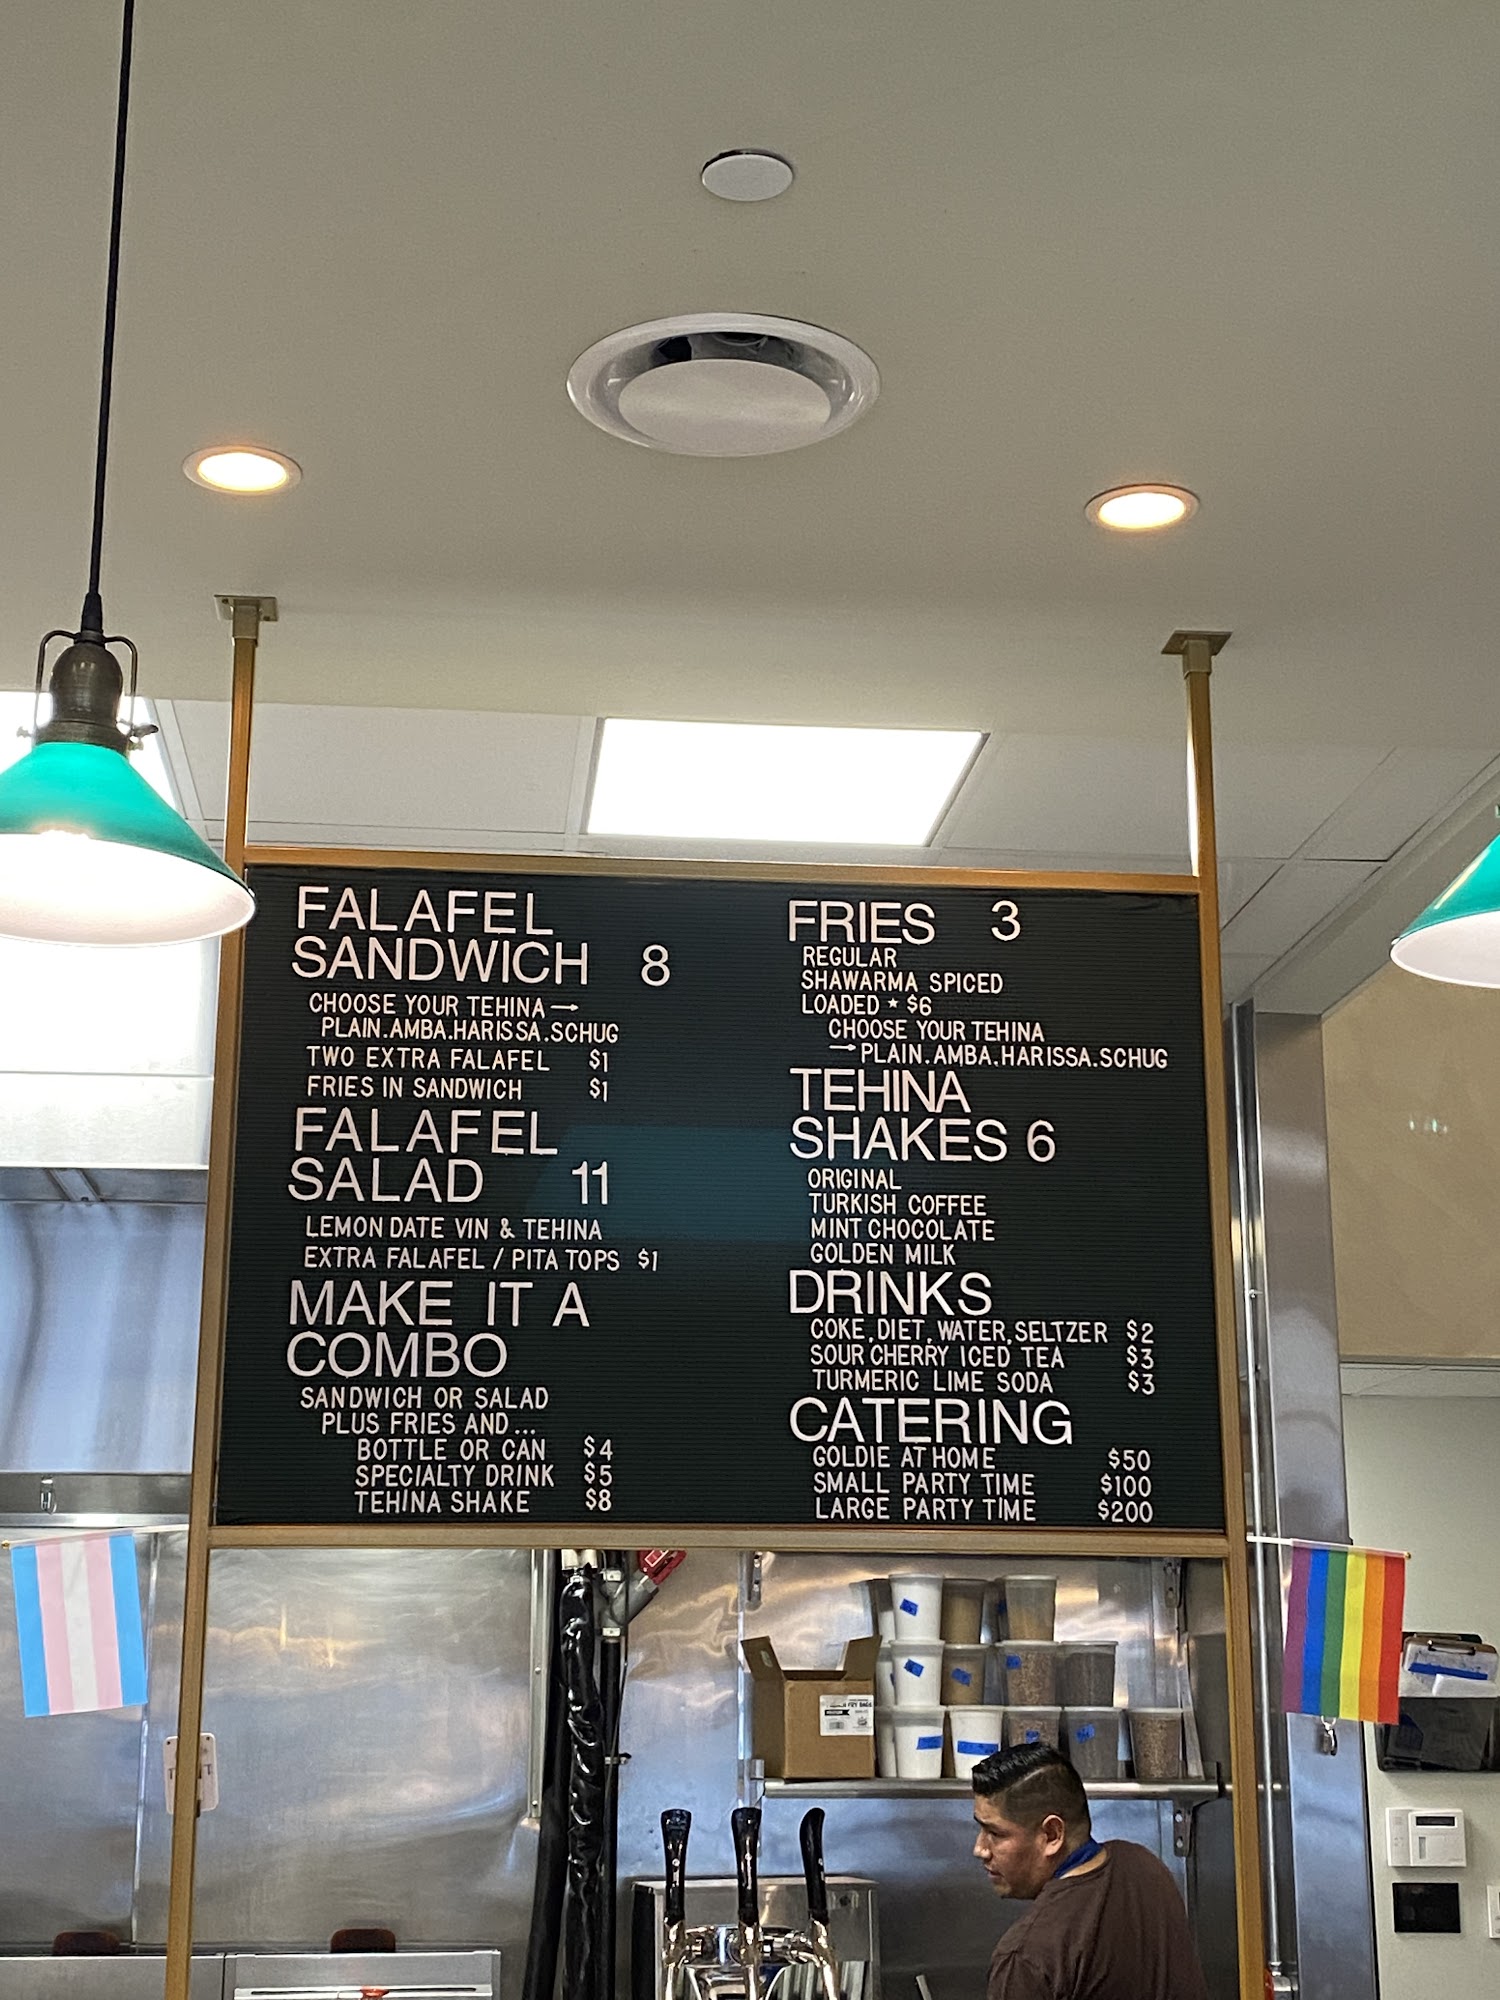 FALAFEL
SANDWICH 8
CHOOSE YOUR TEHINA →
PLAIN.AMBA.HARISSA.SCHUG
TWO EXTRA FALAFEL $1
FRIES IN SANDWICH $1
FALAFEL
SALAD 11
LEMON DATE VIN & TEHINA
EXTRA FALAFEL / PITA TOPS $1
MAKE IT A
COMBO
SANDWICH OR SALAD
PLUS FRIES AND...
BOTTLE OR CAN $4
SPECIALTY DRINK $5
TEHINA SHAKE $8
FRIES 3
REGULAR
SHAWARMA SPICED
LOADED ★ $6
CHOOSE YOUR TEHINA
→ PLAIN.AMBA.HARISSA.SCHUG
TEHINA
SHAKES 6
ORIGINAL
TURKISH COFFEE
MINT CHOCOLATE
GOLDEN MILK
DRINKS
COKE, DIET, WATER, SELTZER $2
SOUR CHERRY ICED TEA $3
TURMERIC LIME SODA $3
CATERING
GOLDIE AT HOME $50
SMALL PARTY TIME $100
LARGE PARTY TIME $200